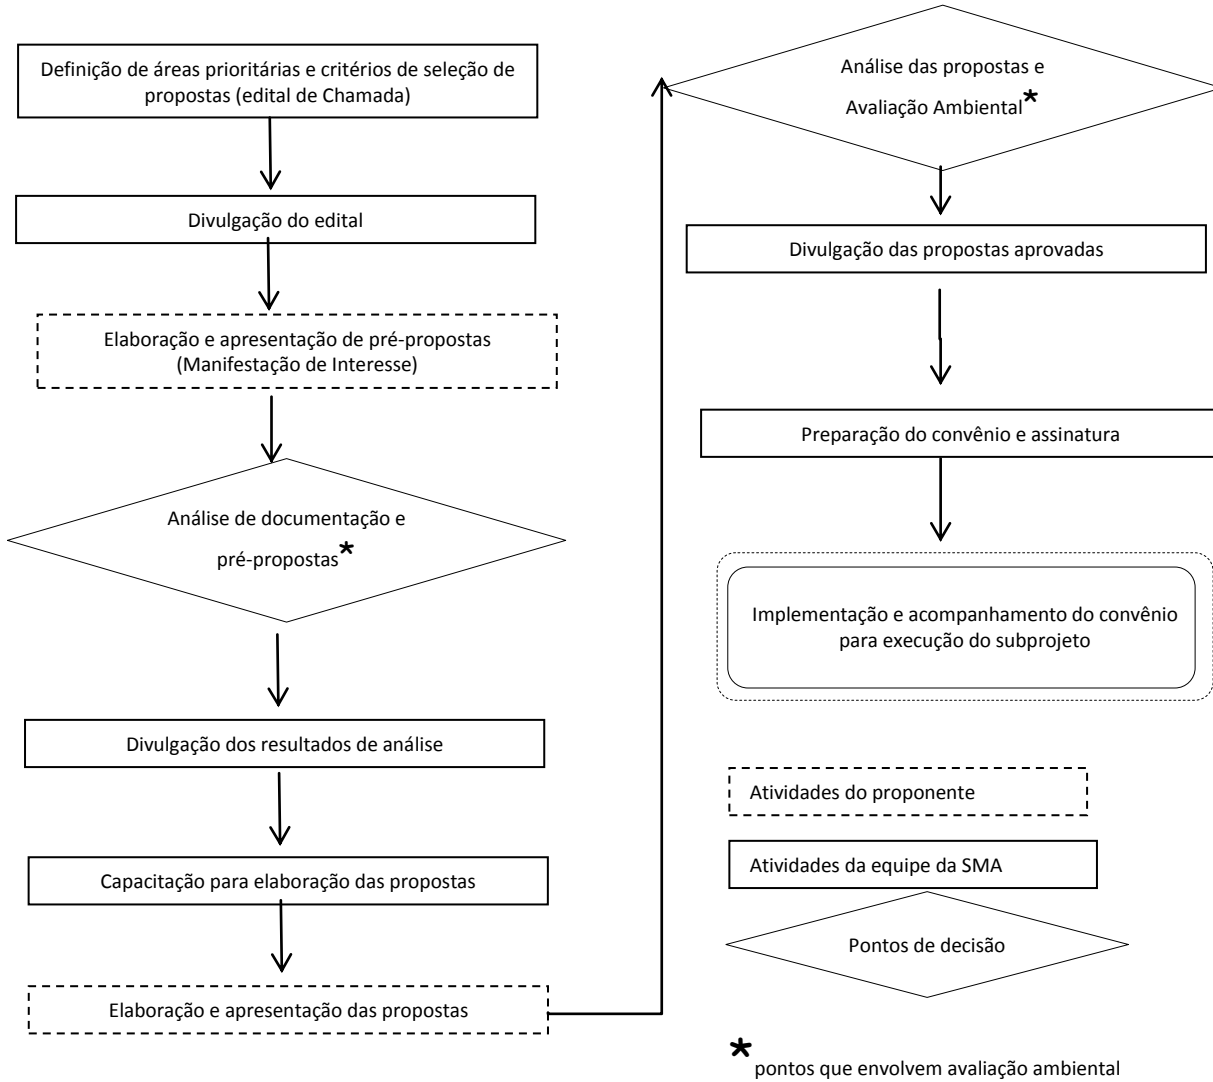 Definição de áreas prioritárias e critérios de seleção de
propostas (edital de Chamada)
Divulgação do edital
Elaboração e apresentação de pré-propostas
(Manifestação de Interesse)
Análise de documentação e
pré-propostas*
Divulgação dos resultados de análise
Capacitação para elaboração das propostas
Elaboração e apresentação das propostas
Análise das propostas e
Avaliação Ambiental*
Divulgação das propostas aprovadas
Preparação do convênio e assinatura
Implementação e acompanhamento do convênio
para execução do subprojeto
Atividades do proponente
Atividades da equipe da SMA
Pontos de decisão
* pontos que envolvem avaliação ambiental